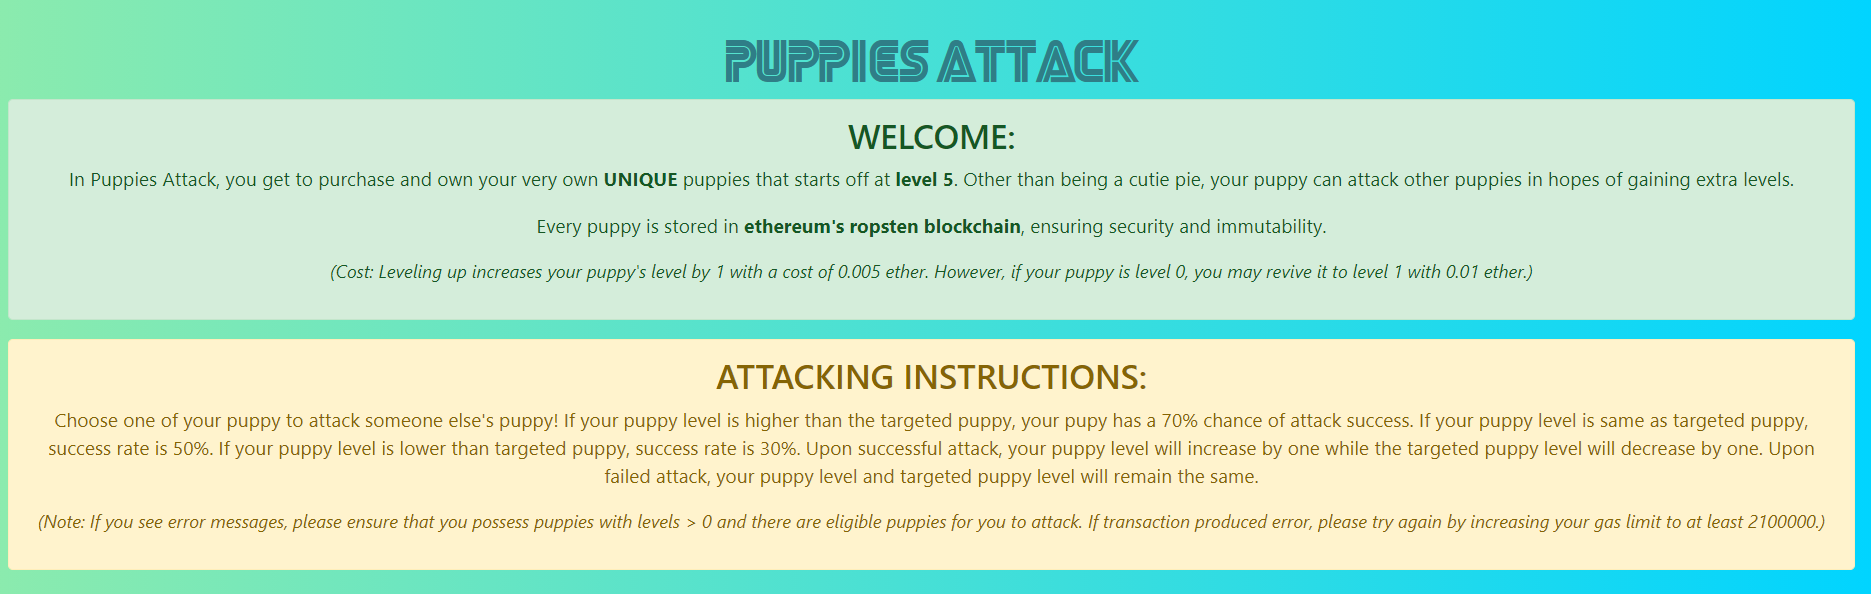 PUPPIES ATTACK
WELCOME:
In Puppies Attack, you get to purchase and own your very own UNIQUE puppies that starts off at level 5. Other than being a cutie pie, your puppy can attack other puppies in hopes of gaining extra levels.
Every puppy is stored in ethereum's ropsten blockchain, ensuring security and immutability.
(Cost: Leveling up increases your puppy's level by 1 with a cost of 0.005 ether. However, if your puppy is level 0, you may revive it to level 1 with 0.01 ether.)
ATTACKING INSTRUCTIONS:
Choose one of your puppy to attack someone else's puppy! If your puppy level is higher than the targeted puppy, your pupy has a 70% chance of attack success. If your puppy level is same as targeted puppy,
success rate is 50%. If your puppy level is lower than targeted puppy, success rate is 30%. Upon successful attack, your puppy level will increase by one while the targeted puppy level will decrease by one. Upon
failed attack, your puppy level and targeted puppy level will remain the same.
(Note: If you see error messages, please ensure that you possess puppies with levels > 0 and there are eligible puppies for you to attack. If transaction produced error, please try again by increasing your gas limit to at least 2100000.)